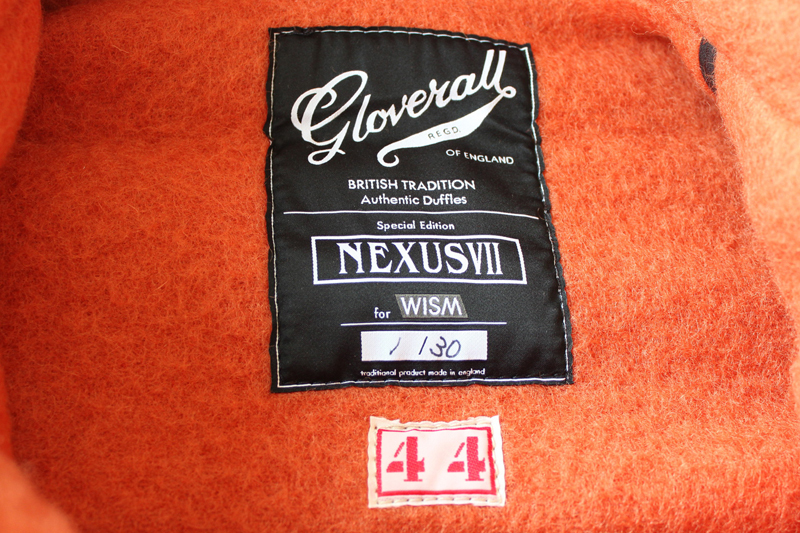 Gloverall
REGD.
OF ENGLAND
BRITISH TRADITION
Authentic Duffles
Special Edition
NEXUSVII
for WISM
1 / 30
traditional product made in england
44